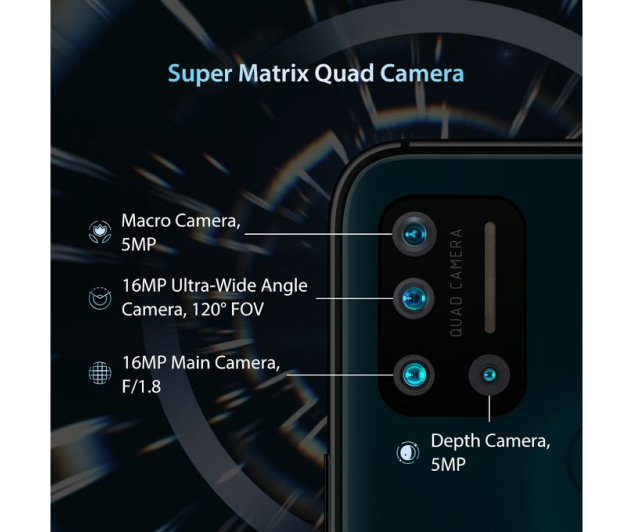 Super Matrix Quad Camera
Macro Camera,
5MP
16MP Ultra-Wide Angle
Camera, 120° FOV
16MP Main Camera,
F/1.8
QUAD CAMERA
Depth Camera,
5MP